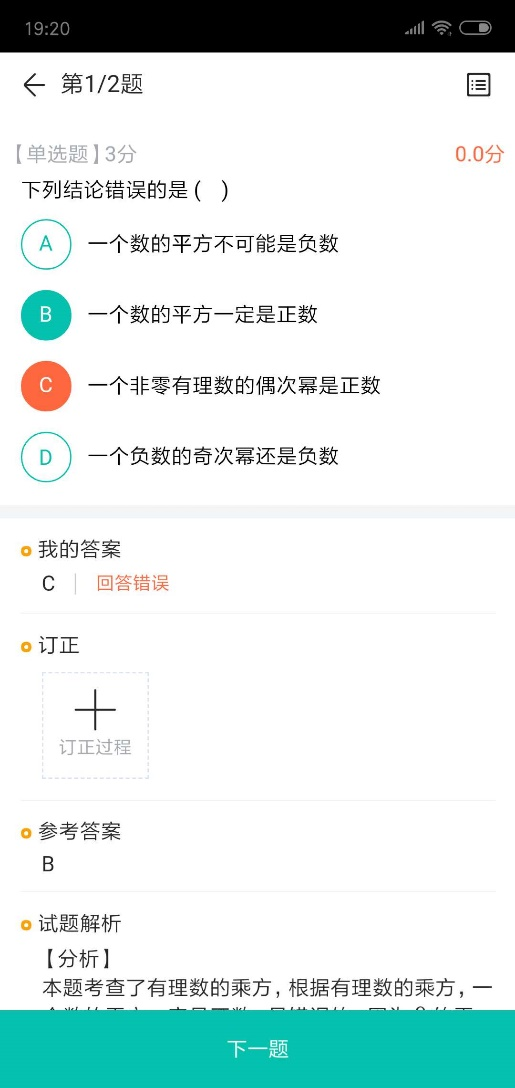 19:20
第1/2题
【单选题】3分
0.0分
下列结论错误的是 (    )
A 一个数的平方不可能是负数
B 一个数的平方一定是正数
C 一个非零有理数的偶次幂是正数
D 一个负数的奇次幂还是负数
我的答案
C 回答错误
订正
订正过程
参考答案
B
试题解析
【分析】
本题考查了有理数的乘方，根据有理数的乘方，一
下一题